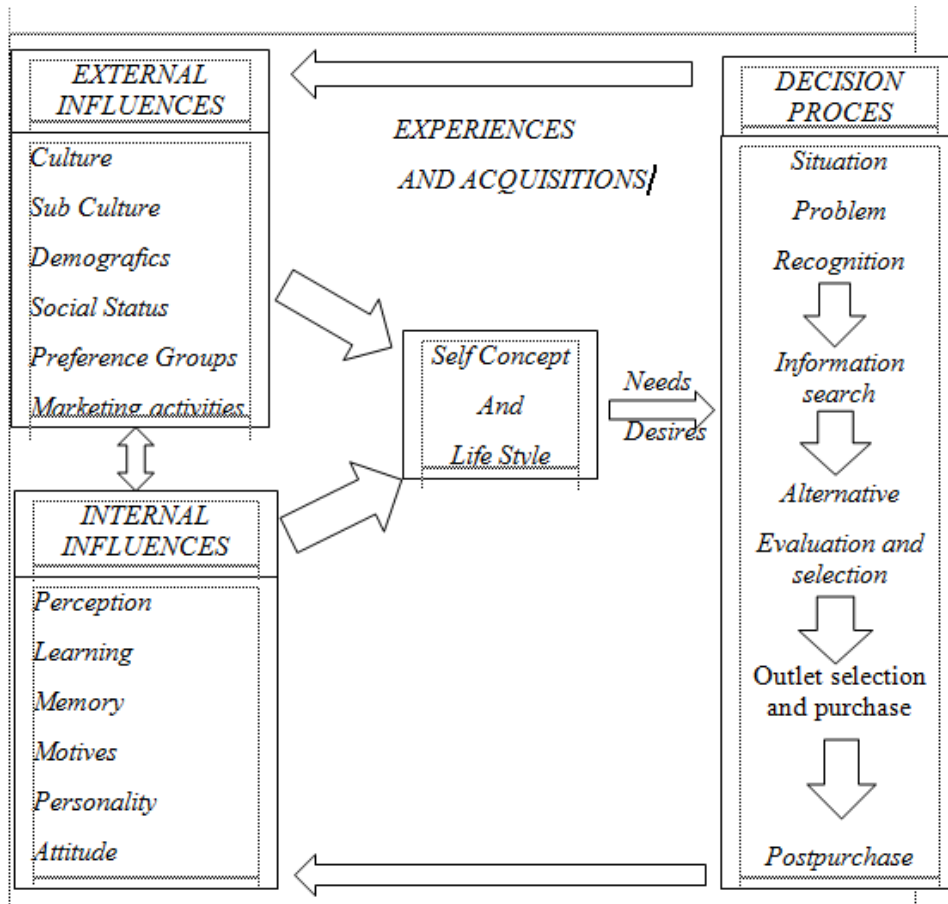 EXTERNAL
INFLUENCES
Culture
Sub Culture
Demografics
Social Status
Preference Groups
Marketing activities
INTERNAL
INFLUENCES
Perception
Learning
Memory
Motives
Personality
Attitude
EXPERIENCES
AND ACQUISITIONS/
Self Concept
And
Life Style
Needs
Desires
DECISION
PROCES
Situation
Problem
Recognition
Information
search
Alternative
Evaluation and
selection
Outlet selection
and purchase
Postpurchase